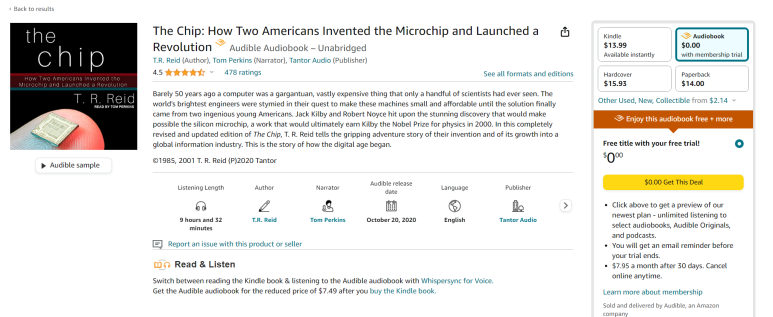 ‹ Back to results
the
chip
How Two Americans Invented the
Microchip and Launched a Revolution
T. R. Reid
READ BY TOM PERKINS
Audible sample
The Chip: How Two Americans Invented the Microchip and Launched a
Revolution Audible Audiobook – Unabridged
T.R. Reid (Author), Tom Perkins (Narrator), Tantor Audio (Publisher)
4.5 478 ratings
See all formats and editions
Barely 50 years ago a computer was a gargantuan, vastly expensive thing that only a handful of scientists had ever seen. The
world's brightest engineers were stymied in their quest to make these machines small and affordable until the solution finally
came from two ingenious young Americans. Jack Kilby and Robert Noyce hit upon the stunning discovery that would make
possible the silicon microchip, a work that would ultimately earn Kilby the Nobel Prize for physics in 2000. In this completely
revised and updated edition of The Chip, T. R. Reid tells the gripping adventure story of their invention and of its growth into a
global information industry. This is the story of how the digital age began.
©1985, 2001 T. R. Reid (P)2020 Tantor
Listening Length
9 hours and 32
minutes
Author
T.R. Reid
Narrator
Tom Perkins
Audible release
date
October 20, 2020
Language
English
Publisher
Tantor Audio
Report an issue with this product or seller
Read & Listen
Switch between reading the Kindle book & listening to the Audible audiobook with Whispersync for Voice.
Get the Audible audiobook for the reduced price of $7.49 after you buy the Kindle book.
Kindle
$13.99
Available instantly
Audiobook
$0.00
with membership trial
Hardcover
$15.93
Paperback
$14.00
Other Used, New, Collectible from $2.14
Enjoy this audiobook free + more
Free title with your free trial!
$000
$0.00 Get This Deal
• Click above to get a preview of our
newest plan - unlimited listening to
select audiobooks, Audible Originals,
and podcasts.
• You will get an email reminder before
your trial ends.
• $7.95 a month after 30 days. Cancel
online anytime.
Learn more about membership
Sold and delivered by Audible, an Amazon
company